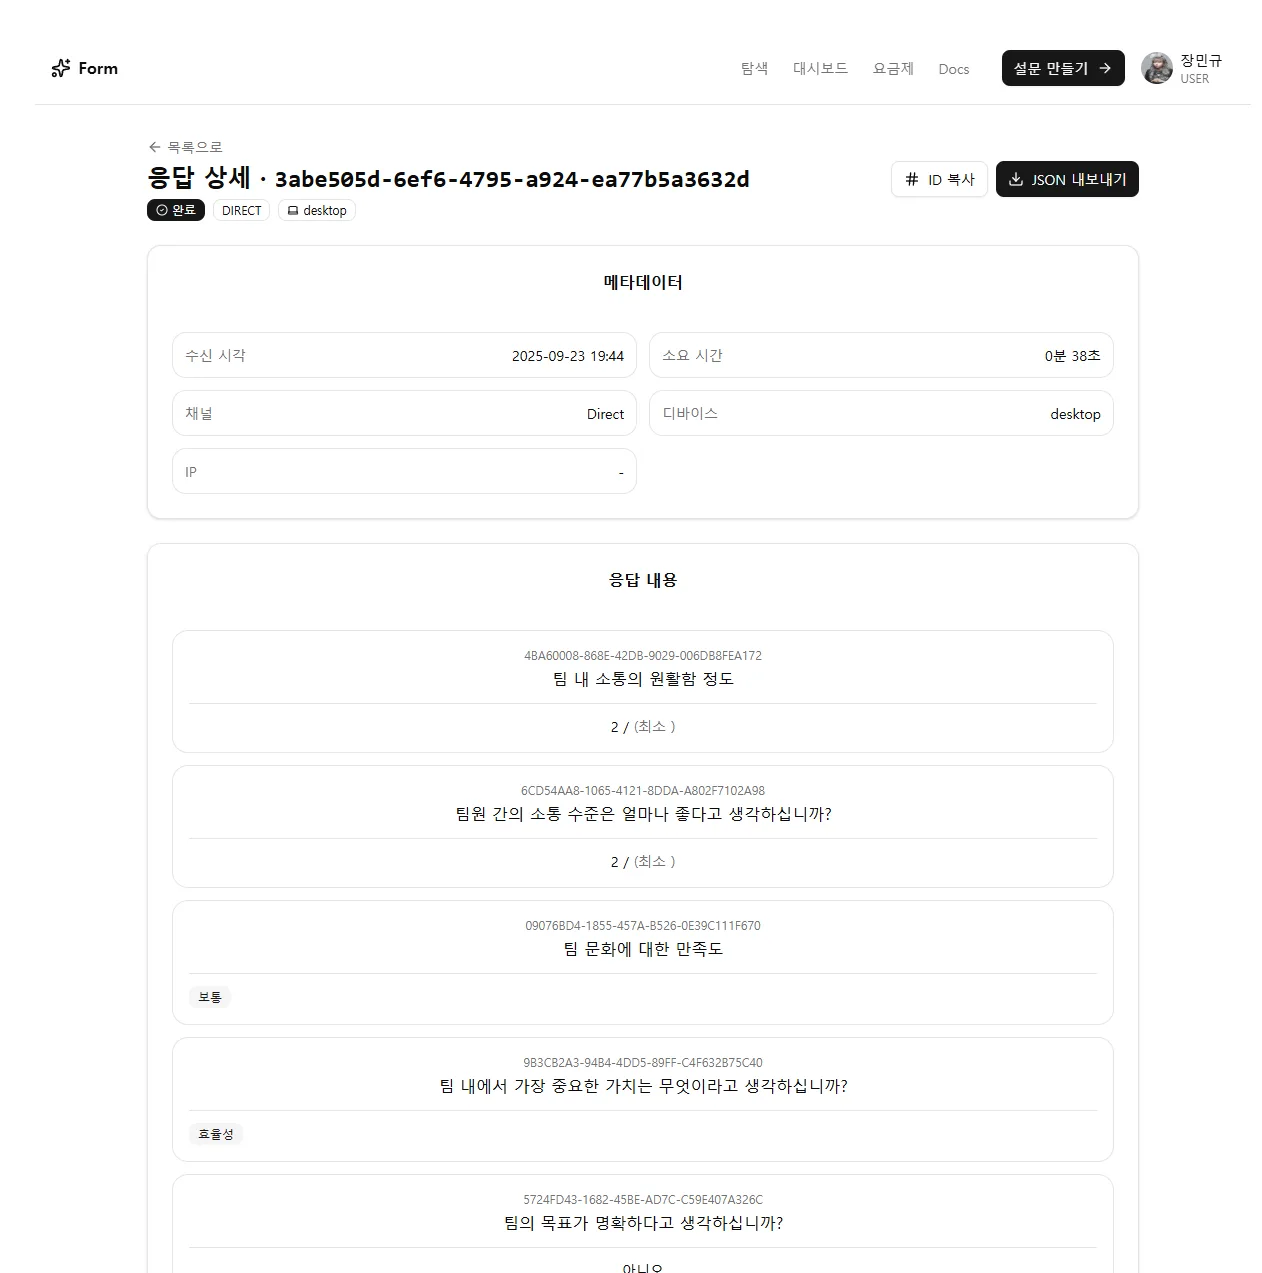 Form
탐색
대시보드
요금제
Docs
설문 만들기
장민규
USER
목록으로
응답 상세 · 3abe505d-6ef6-4795-a924-ea77b5a3632d
ID 복사
JSON 내보내기
완료
DIRECT
desktop
메타데이터
수신 시각
2025-09-23 19:44
소요 시간
0분 38초
채널
Direct
디바이스
desktop
IP
-
응답 내용
4BA60008-868E-42DB-9029-006DB8FEA172
팀 내 소통의 원활함 정도
2 / (최소 )
6CD54AA8-1065-4121-8DDA-A802F7102A98
팀원 간의 소통 수준은 얼마나 좋다고 생각하십니까?
2 / (최소 )
09076BD4-1855-457A-B526-0E39C111F670
팀 문화에 대한 만족도
보통
9B3CB2A3-94B4-4DD5-89FF-C4F632B75C40
팀 내에서 가장 중요한 가치는 무엇이라고 생각하십니까?
효율성
5724FD43-1682-45BE-AD7C-C59E407A326C
팀의 목표가 명확하다고 생각하십니까?
아니오